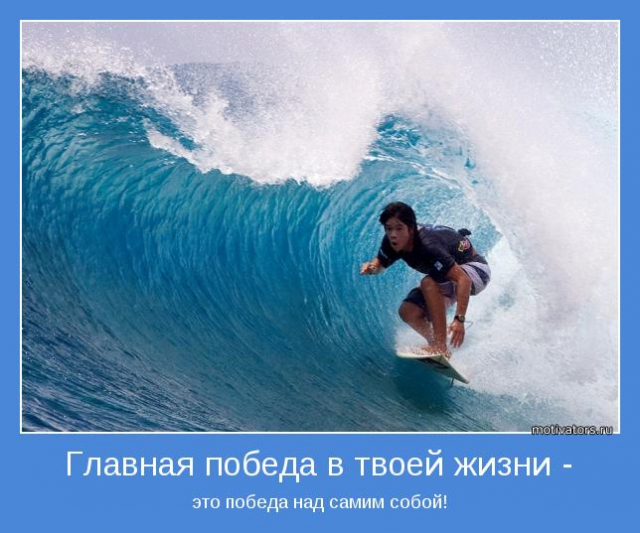 motivators.ru
Главная победа в твоей жизни -
это победа над самим собой!